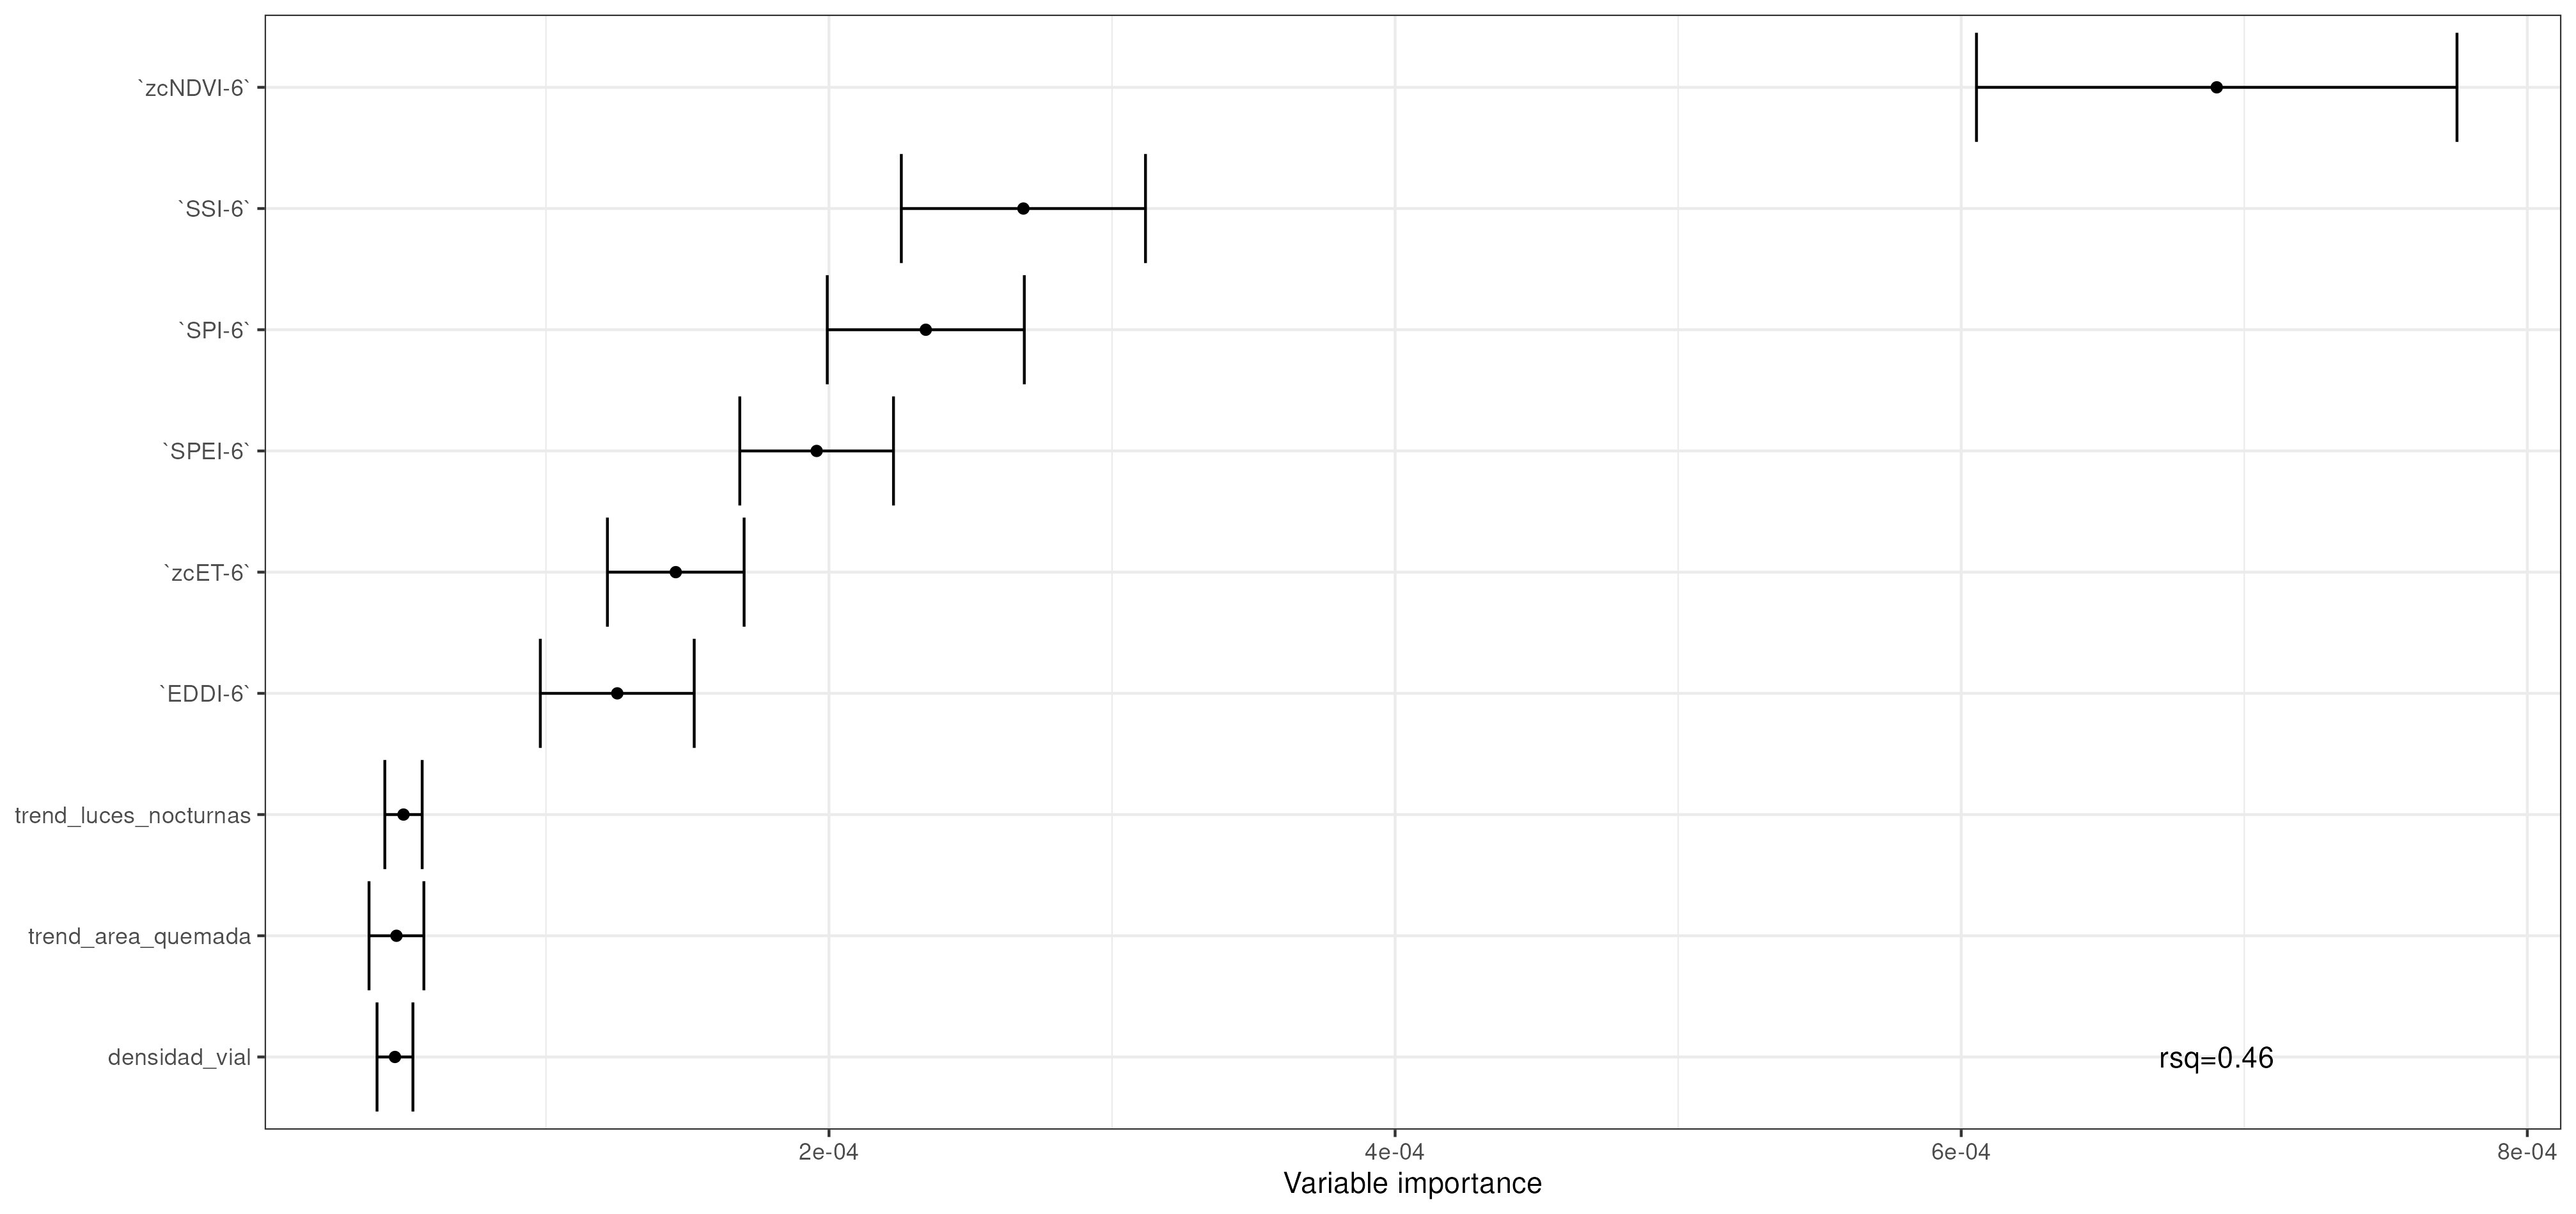 `zcNDVI-6`
`SSI-6`
`SPI-6`
`SPEI-6`
`zcET-6`
`EDDI-6`
trend_luces_nocturnas
trend_area_quemada
densidad_vial
rsq=0.46
2e-04 4e-04 6e-04 8e-04
Variable importance